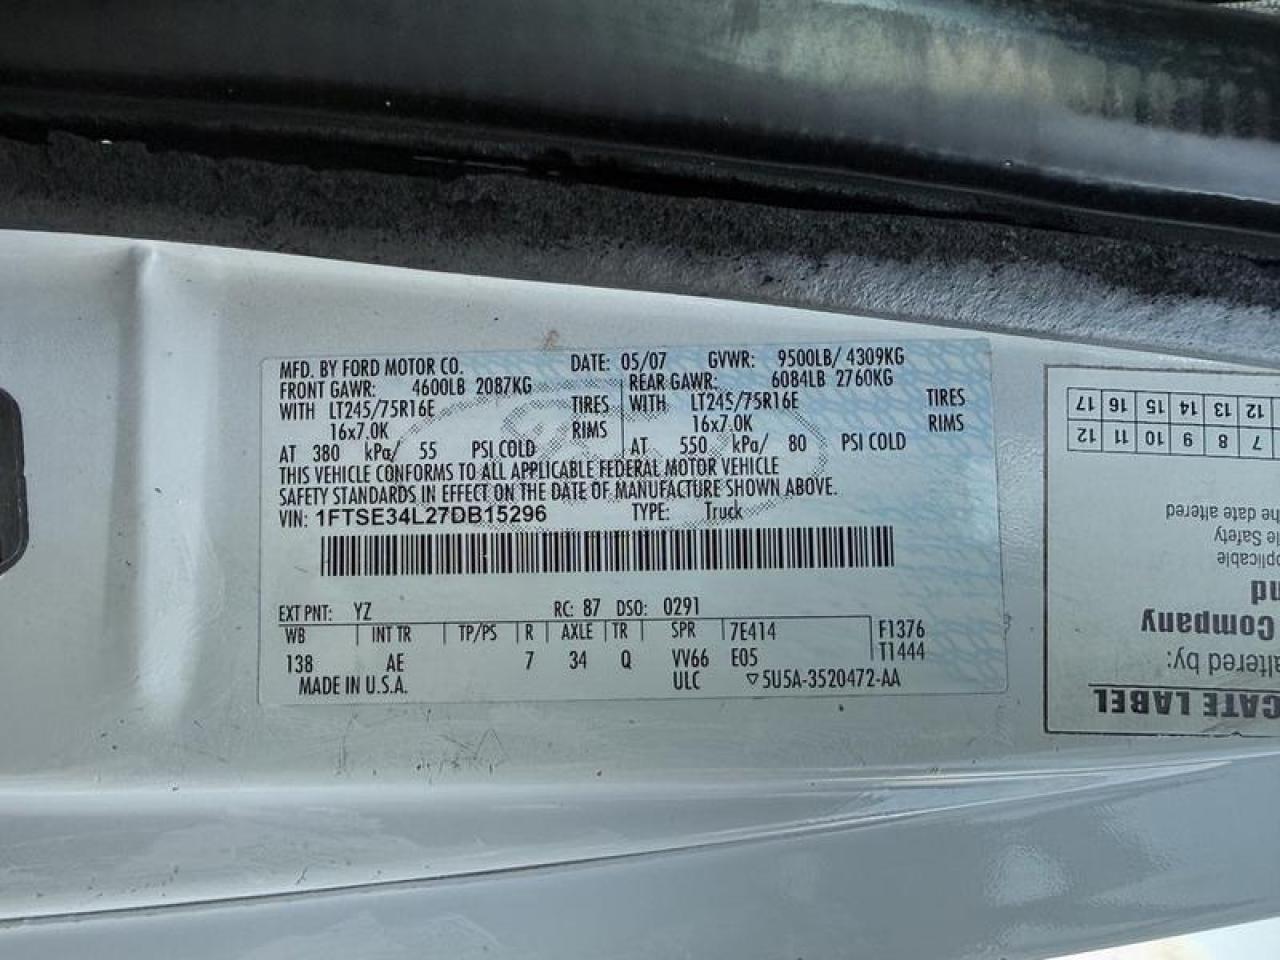 MFD. BY FORD MOTOR CO. DATE: 05/07 GVWR: 9500LB/ 4309KG
FRONT GAWR: 4600LB 2087KG REAR GAWR: 6084LB 2760KG
WITH LT245/75R16E TIRES WITH LT245/75R16E TIRES
16x7.0K RIMS 16x7.0K RIMS
AT 380 kPa/ 55 PSI COLD AT 550 kPa/ 80 PSI COLD
THIS VEHICLE CONFORMS TO ALL APPLICABLE FEDERAL MOTOR VEHICLE
SAFETY STANDARDS IN EFFECT ON THE DATE OF MANUFACTURE SHOWN ABOVE.
VIN: 1FTSE34L27DB15296 TYPE: Truck
EXT PNT: YZ RC: 87 DSO: 0291
WB INT TR TP/PS R AXLE TR SPR 7E414 F1376
138 AE 7 34 Q VV66 E05 T1444
MADE IN U.S.A. ULC ▽5U5A-3520472-AA
CATE LABEL
altered by:
Company
nd
pplicable
le Safety
he date altered
7 8 9 10 11 12
12 13 14 15 16 17